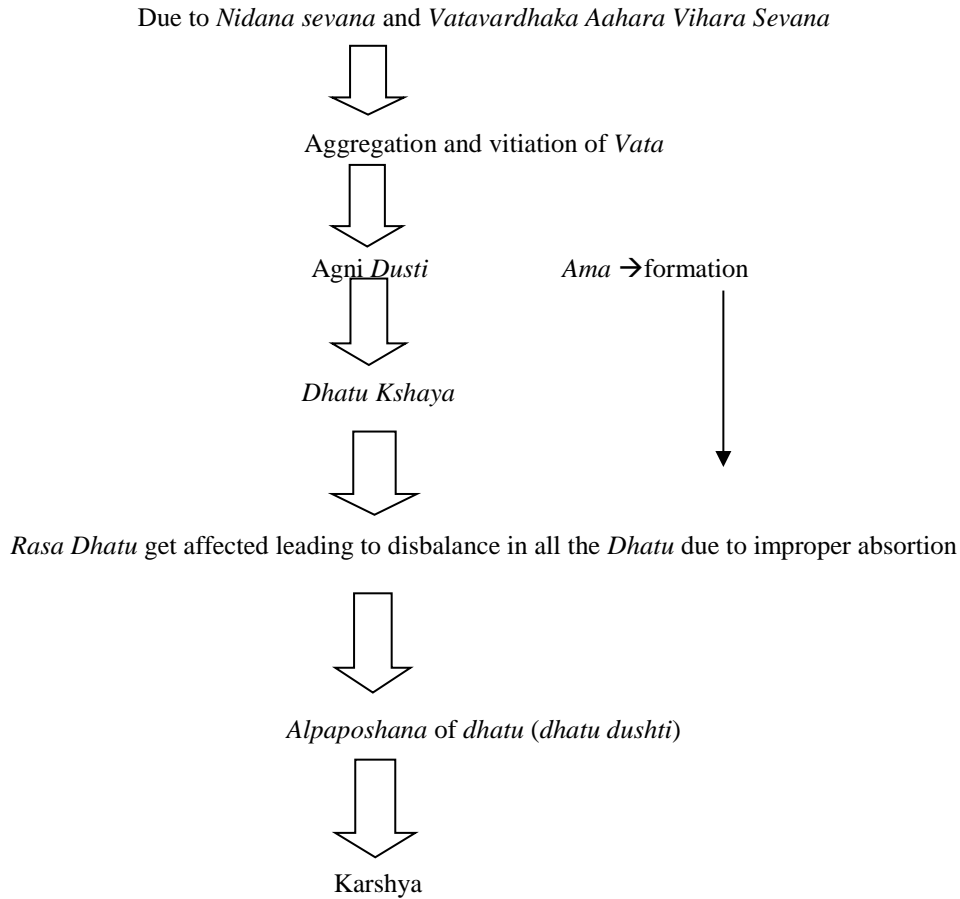 Due to Nidana sevana and Vatavardhaka Aahara Vihara Sevana
Aggregation and vitiation of Vata
Agni Dusti
Ama →formation
Dhatu Kshaya
Rasa Dhatu get affected leading to disbalance in all the Dhatu due to improper absortion
Alpaposhana of dhatu (dhatu dushti)
Karshya